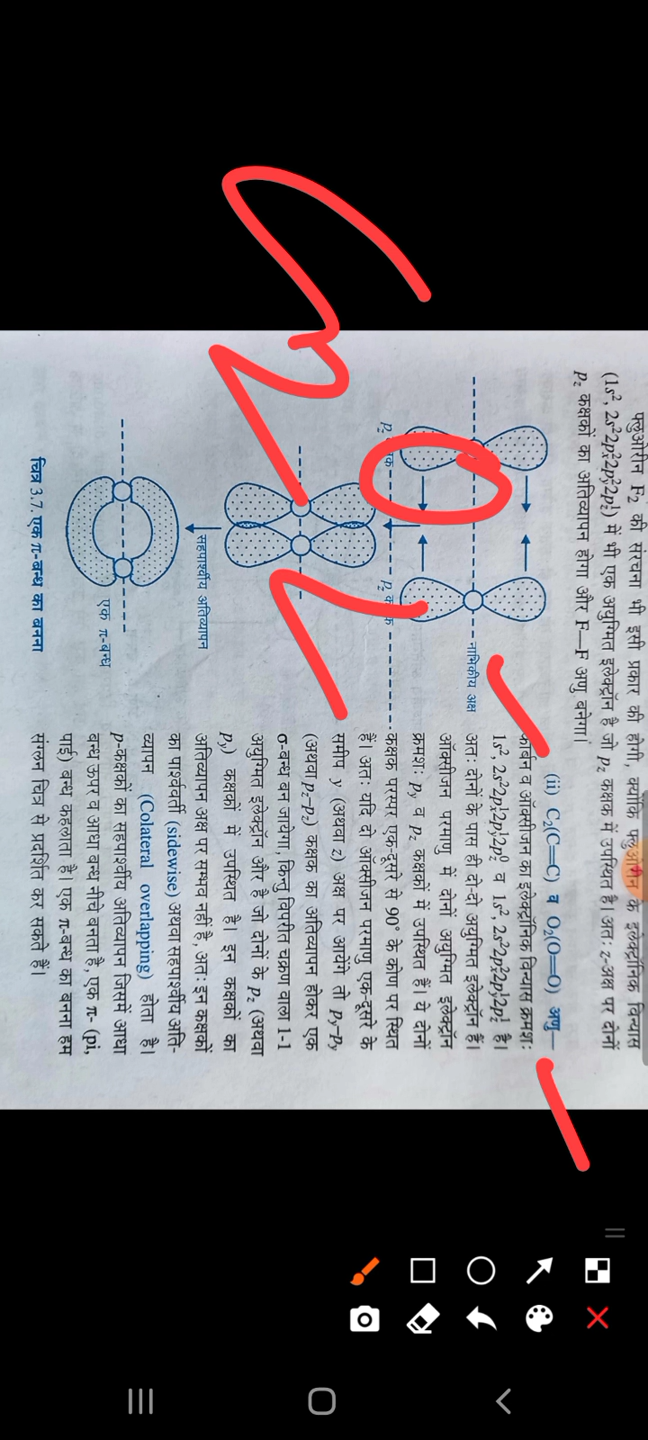 फ्लुओरीन F₂ की संरचना भी इसी प्रकार की होगी, क्योंकि फ्लुओरीन के इलेक्ट्रॉनिक विन्यास
(1s², 2s²2pₓ²2pᵧ²2p_z¹) में भी एक अयुग्मित इलेक्ट्रॉन है जो p_z कक्षक में उपस्थित है। अतः z-अक्ष पर दोनों
p_z कक्षकों का अतिव्यापन होगा और F—F अणु बनेगा।
(ii) C₂(C=C) व O₂(O=O) अणु—
कार्बन व ऑक्सीजन का इलेक्ट्रॉनिक विन्यास क्रमशः
1s², 2s²2pₓ¹2pᵧ¹2p_z⁰ व 1s², 2s²2pₓ²2pᵧ¹2p_z¹ है।
अतः दोनों के पास ही दो-दो अयुग्मित इलेक्ट्रॉन हैं।
ऑक्सीजन परमाणु में दोनों अयुग्मित इलेक्ट्रॉन
क्रमशः pᵧ व p_z कक्षकों में उपस्थित हैं। ये दोनों
कक्षक परस्पर एक-दूसरे से 90° के कोण पर स्थित
हैं। अतः यदि दो ऑक्सीजन परमाणु एक-दूसरे के
समीप y (अथवा z) अक्ष पर आयेंगे तो pᵧ–pᵧ
(अथवा p_z–p_z) कक्षक का अतिव्यापन होकर एक
σ-बन्ध बन जायेगा, किन्तु विपरीत चक्रण वाला 1-1
अयुग्मित इलेक्ट्रॉन और है जो दोनों के p_z (अथवा
pᵧ) कक्षकों में उपस्थित है। इन कक्षकों का
अतिव्यापन अक्ष पर सम्भव नहीं है, अतः इन कक्षकों
का पार्श्ववर्ती (sidewise) अथवा सहपार्श्वीय अति-
व्यापन (Colateral overlapping) होता है।
p-कक्षकों का सहपार्श्वीय अतिव्यापन जिसमें आधा
बन्ध ऊपर व आधा बन्ध नीचे बनता है, एक π- (pi,
पाई) बन्ध कहलाता है। एक π-बन्ध का बनना हम
संलग्न चित्र से प्रदर्शित कर सकते हैं।
नाभिकीय अक्ष
p_z
p_z
सहपार्श्वीय अतिव्यापन
एक π-बन्ध
चित्र 3.7 एक π-बन्ध का बनना